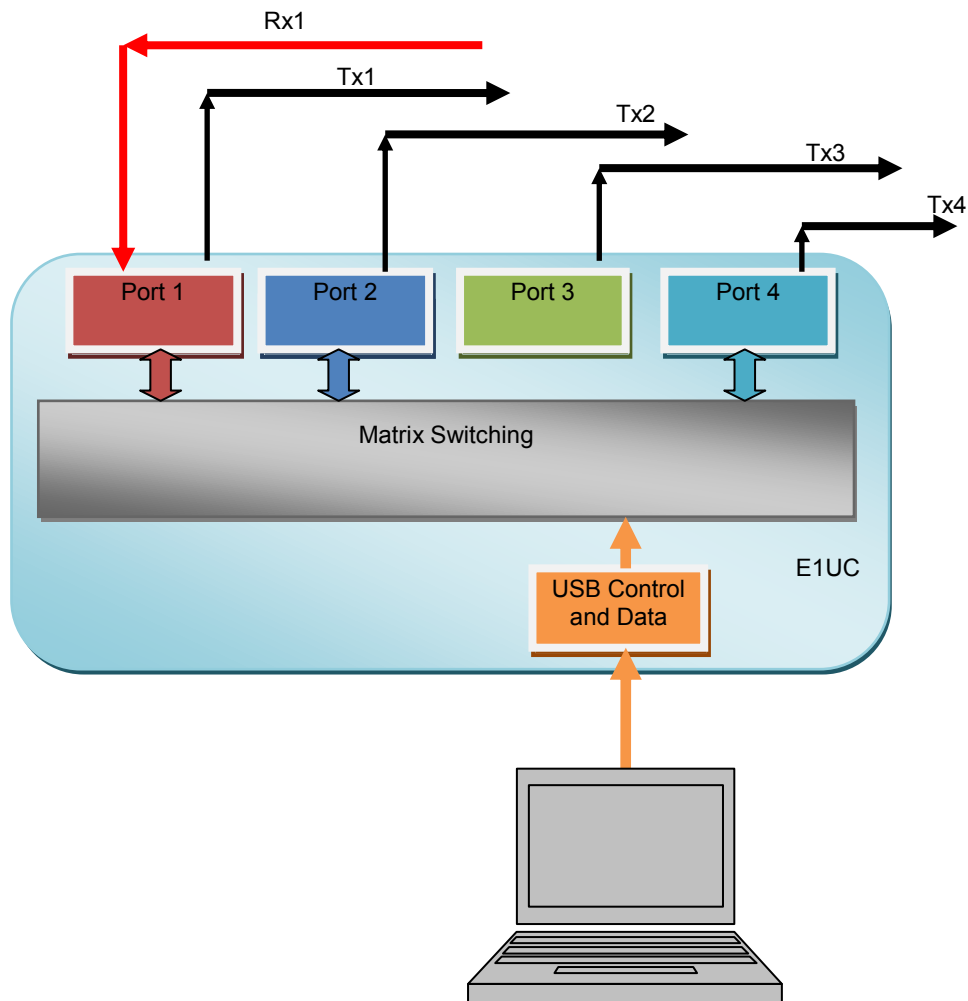 Rx1
Tx1
Tx2
Tx3
Tx4
Port 1
Port 2
Port 3
Port 4
Matrix Switching
E1UC
USB Control
and Data